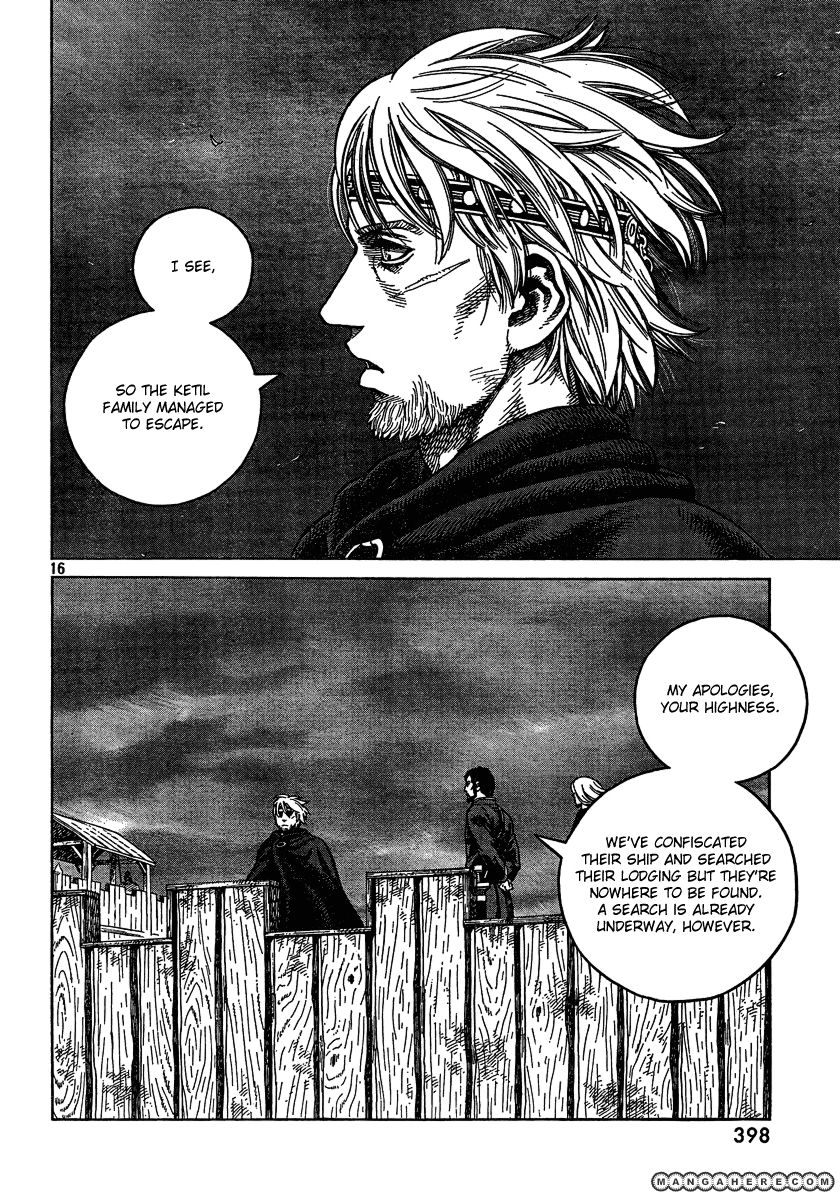 I SEE,
SO THE KETIL
FAMILY MANAGED
TO ESCAPE.
16
MY APOLOGIES,
YOUR HIGHNESS.
WE'VE CONFISCATED
THEIR SHIP AND SEARCHED
THEIR LODGING BUT THEY'RE
NOWHERE TO BE FOUND.
A SEARCH IS ALREADY
UNDERWAY, HOWEVER.
398
MANGAHERE.COM